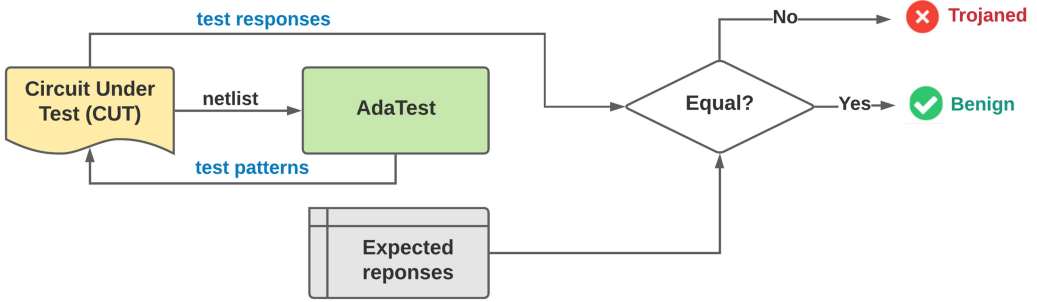 test responses
No
Trojaned
Circuit Under
Test (CUT)
netlist
AdaTest
Equal?
Yes
Benign
test patterns
Expected
reponses